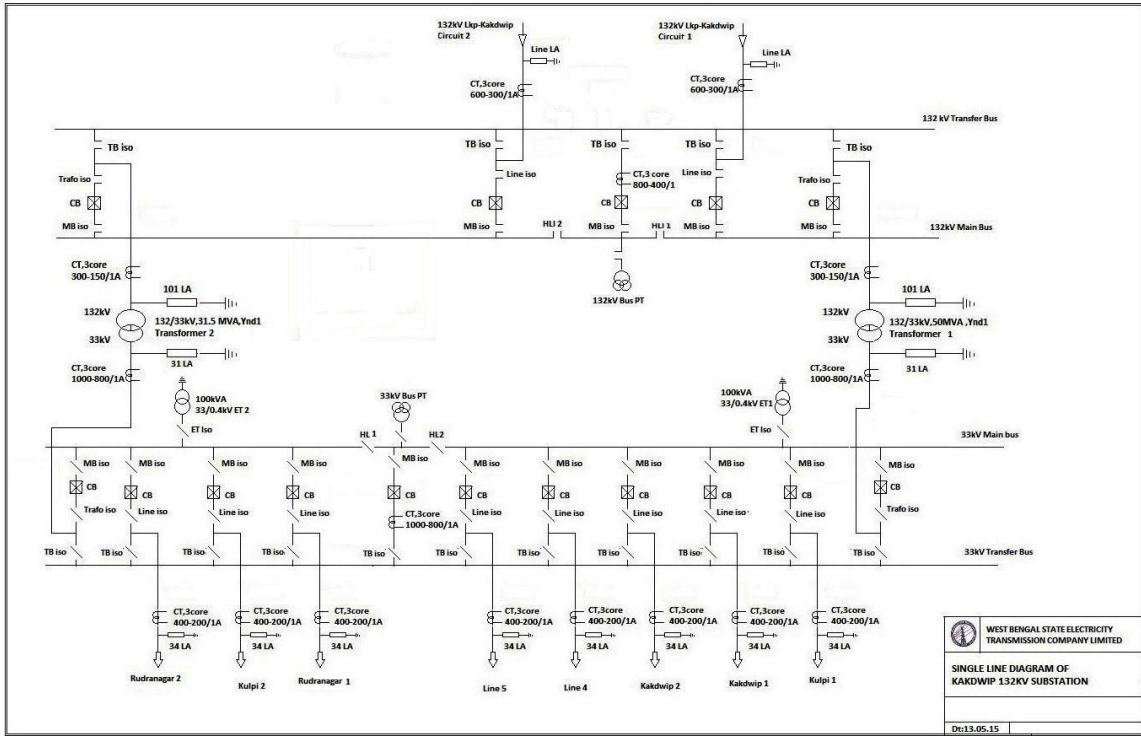 132kV Lkp-Kakdwip
Circuit 2
132kV Lkp-Kakdwip
Circuit 1
Line LA
Line LA
CT,3core
600-300/1A
CT,3core
600-300/1A
132 kV Transfer Bus
TB iso
TB iso
TB iso
TB iso
TB iso
Trafo iso
Line iso
CT,3 core
800-400/1
Line iso
Trafo iso
CB
CB
CB
CB
CB
MB iso
MB iso
HLI 2
MB iso
HLI 1
MB iso
MB iso
132kV Main Bus
CT,3core
300-150/1A
132kV Bus PT
CT,3core
300-150/1A
101 LA
101 LA
132kV
132/33kV,31.5 MVA,Ynd1
Transformer 2
33kV
132kV
132/33kV,50MVA ,Ynd1
Transformer 1
33kV
31 LA
31 LA
CT,3core
1000-800/1A
CT,3core
1000-800/1A
100kVA
33/0.4kV ET 2
33kV Bus PT
100kVA
33/0.4kV ET1
ET Iso
ET Iso
HL 1
HL2
33kV Main bus
MB iso
MB iso
MB iso
MB iso
MB iso
MB iso
MB iso
MB iso
MB iso
MB iso
MB iso
CB
CB
CB
CB
CB
CB
CB
CB
CB
CB
CB
Trafo iso
Line iso
Line iso
Line iso
CT,3core
1000-800/1A
Line iso
Line iso
Line iso
Line iso
Line iso
Trafo iso
TB iso
TB iso
TB iso
TB iso
TB iso
TB iso
TB iso
TB iso
TB iso
TB iso
TB iso
33kV Transfer Bus
CT,3core
400-200/1A
CT,3core
400-200/1A
CT,3core
400-200/1A
CT,3core
400-200/1A
CT,3core
400-200/1A
CT,3core
400-200/1A
CT,3core
400-200/1A
CT,3core
400-200/1A
34 LA
34 LA
34 LA
34 LA
34 LA
34 LA
34 LA
34 LA
Rudranagar 2
Kulpi 2
Rudranagar 1
Line 5
Line 4
Kakdwip 2
Kakdwip 1
Kulpi 1
WEST BENGAL STATE ELECTRICITY
TRANSMISSION COMPANY LIMITED
SINGLE LINE DIAGRAM OF
KAKDWIP 132KV SUBSTATION
Dt:13.05.15